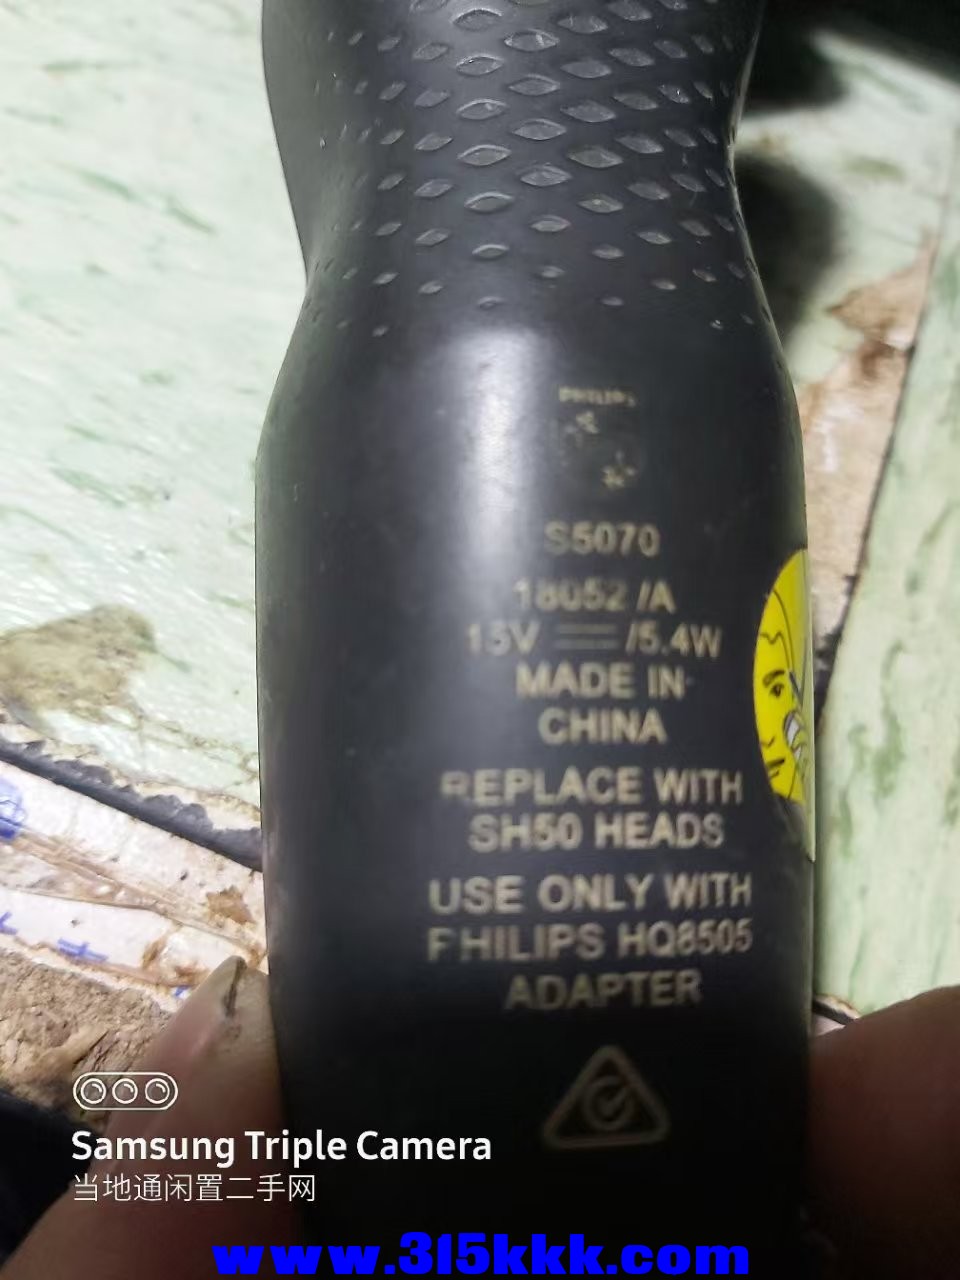 PHILIPS
S5070
18052 /A
15V /5.4W
MADE IN
CHINA
REPLACE WITH
SH50 HEADS
USE ONLY WITH
PHILIPS HQ8505
ADAPTER
Samsung Triple Camera
当地通闲置二手网
www.315kkk.com